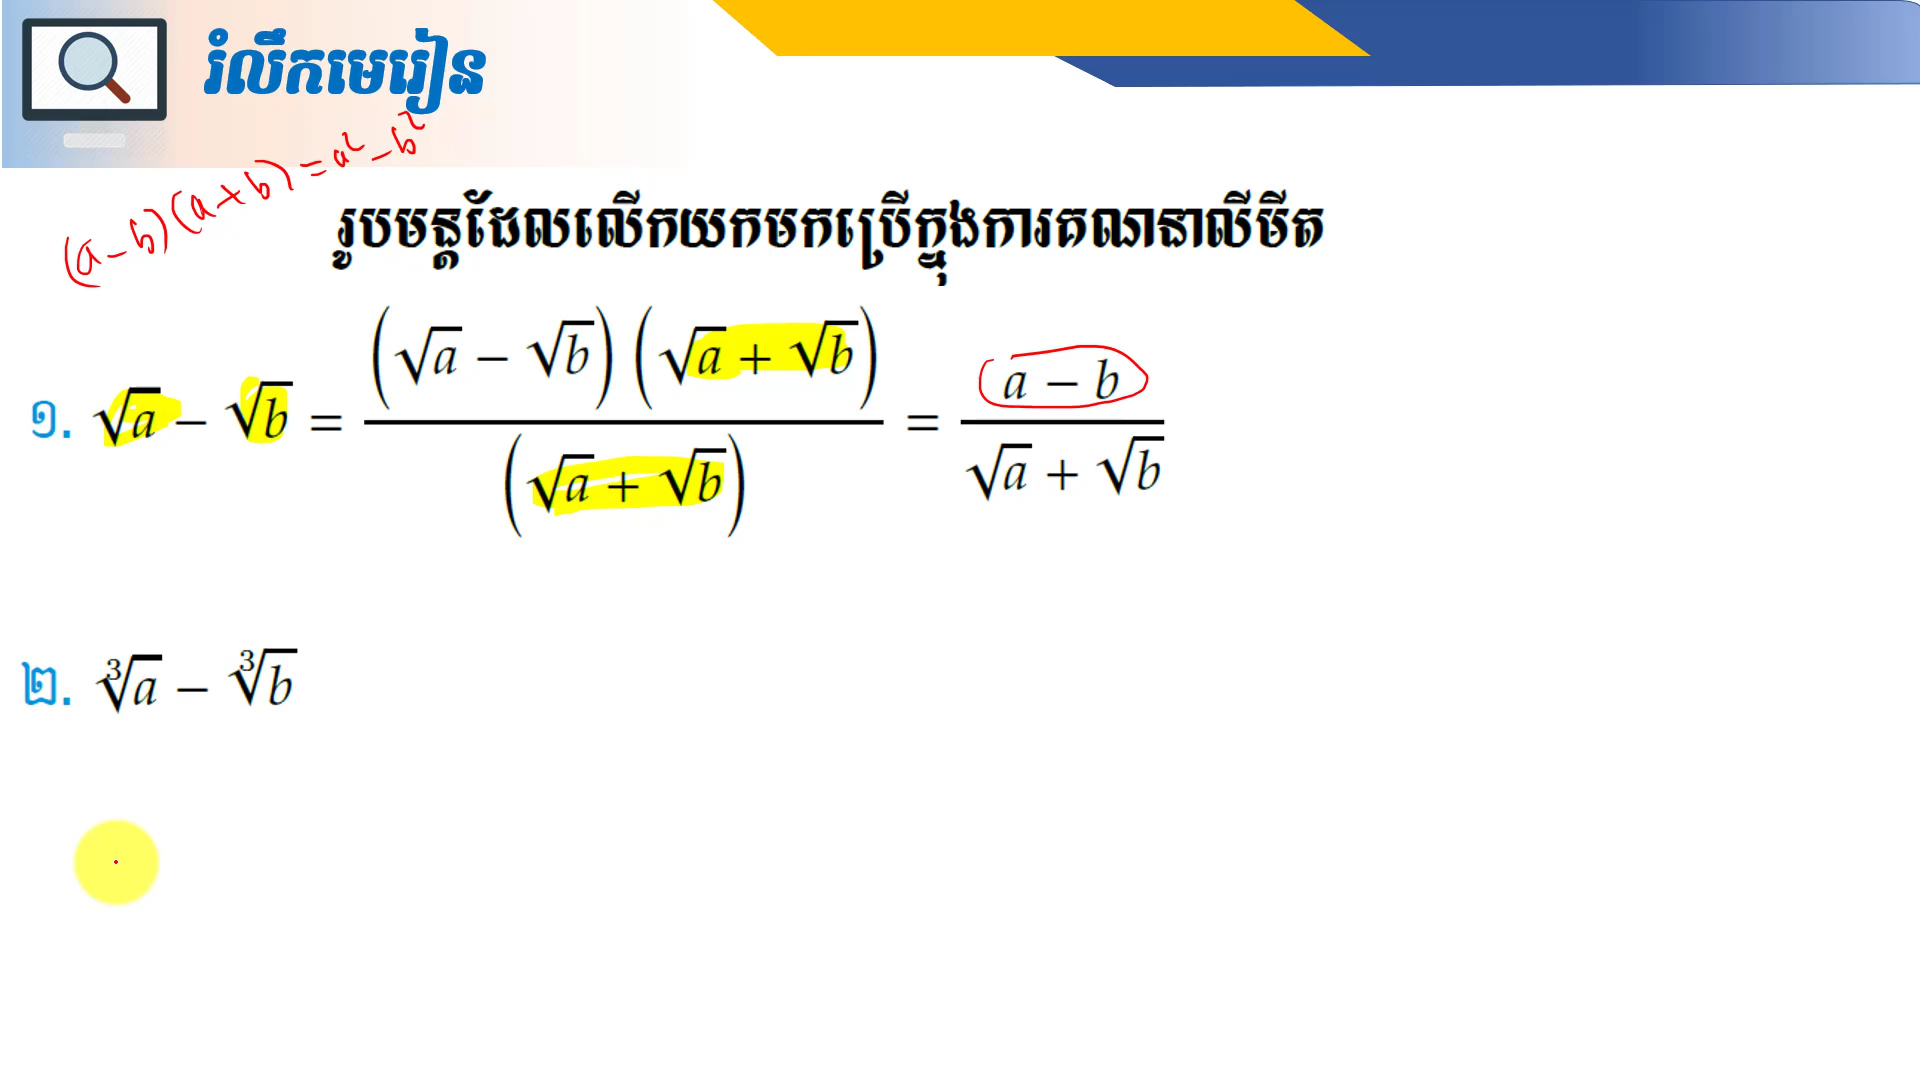 រំលឹកមេរៀន
(a-b)(a+b)=a²-b²
រូបមន្តដែលលើកយកមកប្រើក្នុងការគណនាលីមីត
១. √a − √b = (√a − √b)(√a + √b) / (√a + √b) = a − b / √a + √b
២. ∛a − ∛b